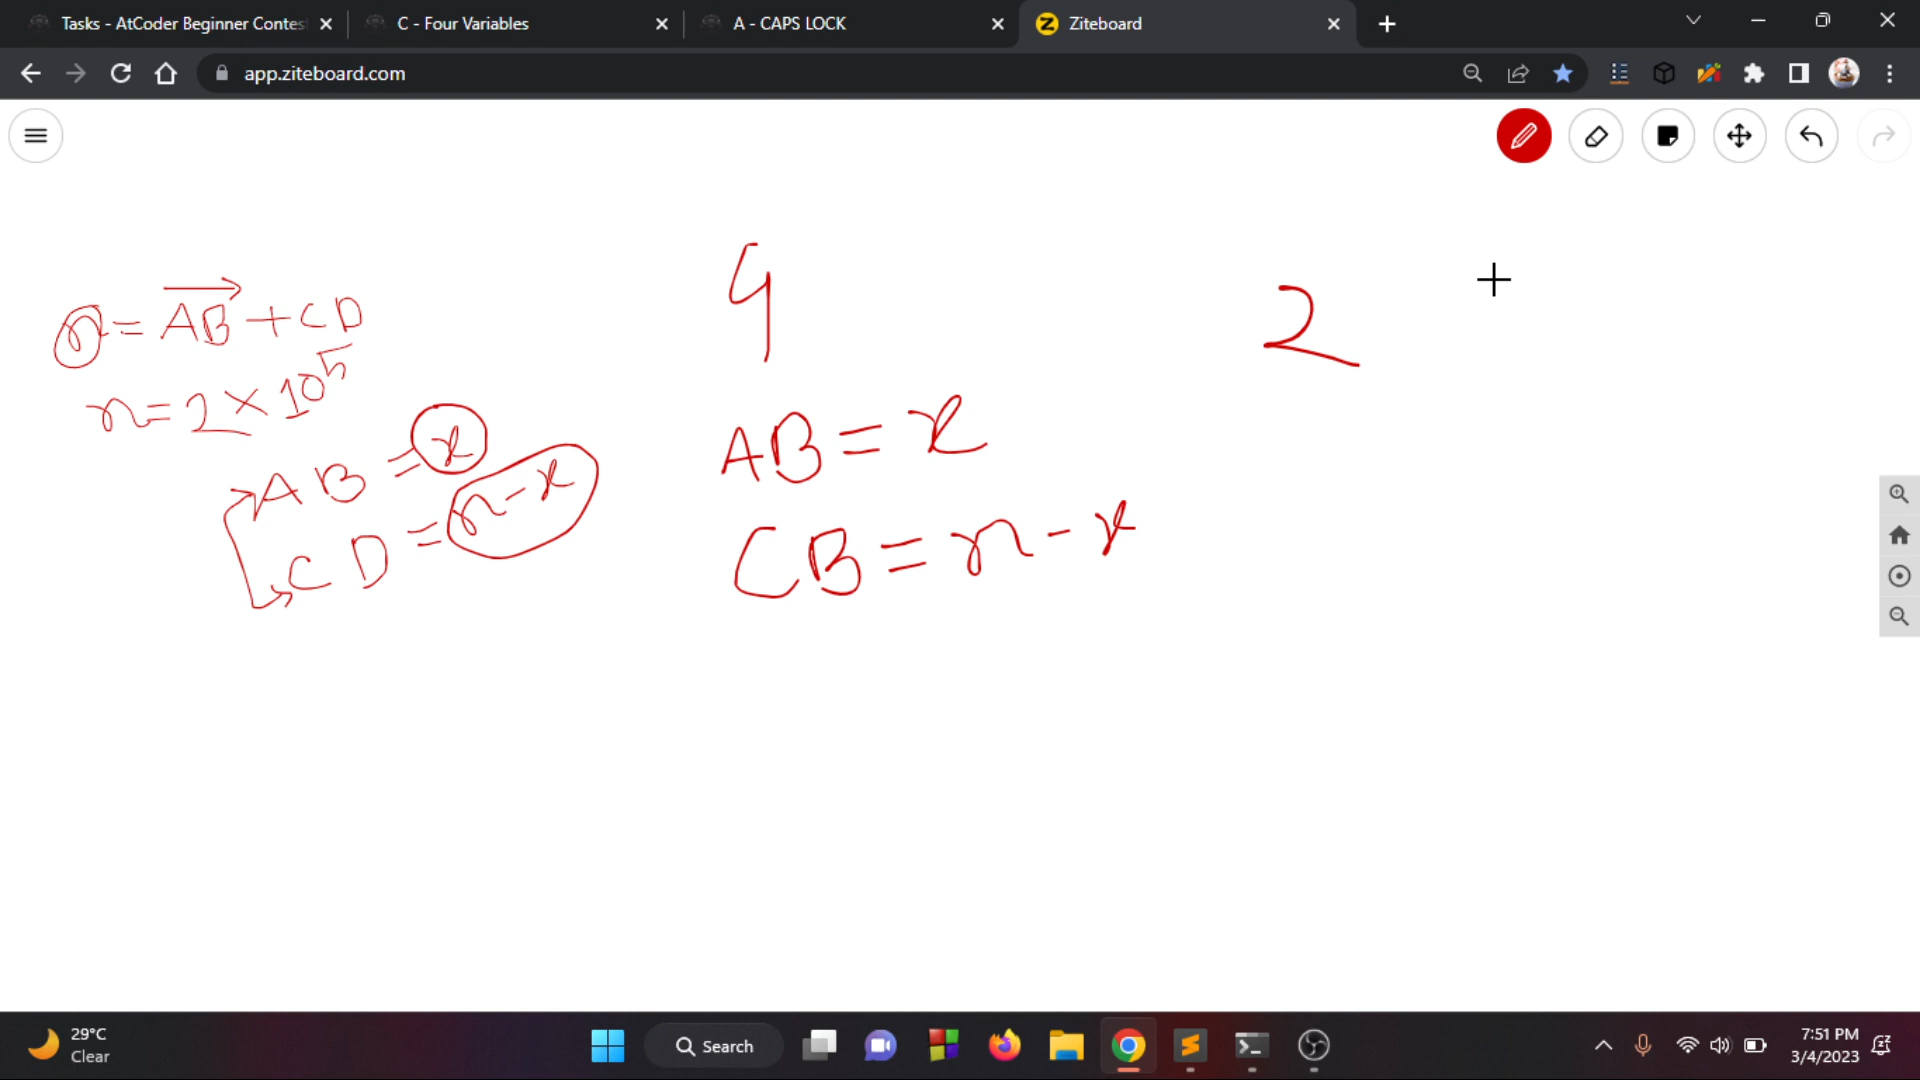 Tasks - AtCoder Beginner Contes
C - Four Variables
A - CAPS LOCK
Ziteboard
app.ziteboard.com
n = AB + CD
n = 2 × 10^5
AB = x
CD = n - x
4
AB = x
CB = n - x
2
29°C
Clear
Search
7:51 PM
3/4/2023